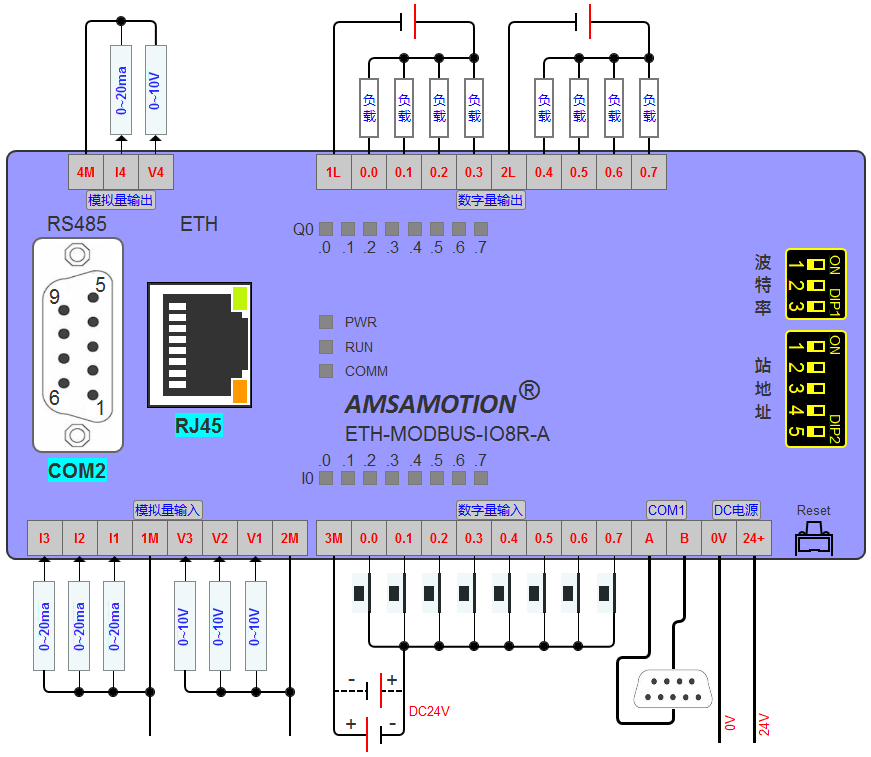 0~20ma 0~10V
负载 负载 负载 负载 负载 负载 负载 负载
4M I4 V4 1L 0.0 0.1 0.2 0.3 2L 0.4 0.5 0.6 0.7
模拟量输出 数字量输出
RS485 ETH
Q0
.0 .1 .2 .3 .4 .5 .6 .7
波特率
1 2 3 ON DIP1
5
9
6
1
PWR
RUN
COMM
站地址
1 2 3 4 5 ON DIP2
AMSAMOTION®
RJ45
ETH-MODBUS-IO8R-A
COM2
.0 .1 .2 .3 .4 .5 .6 .7
I0
模拟量输入 数字量输入 COM1 DC电源 Reset
I3 I2 I1 1M V3 V2 V1 2M 3M 0.0 0.1 0.2 0.3 0.4 0.5 0.6 0.7 A B 0V 24+
0~20ma 0~20ma 0~20ma 0~10V 0~10V 0~10V
- +
DC24V
+ -
0V 24V